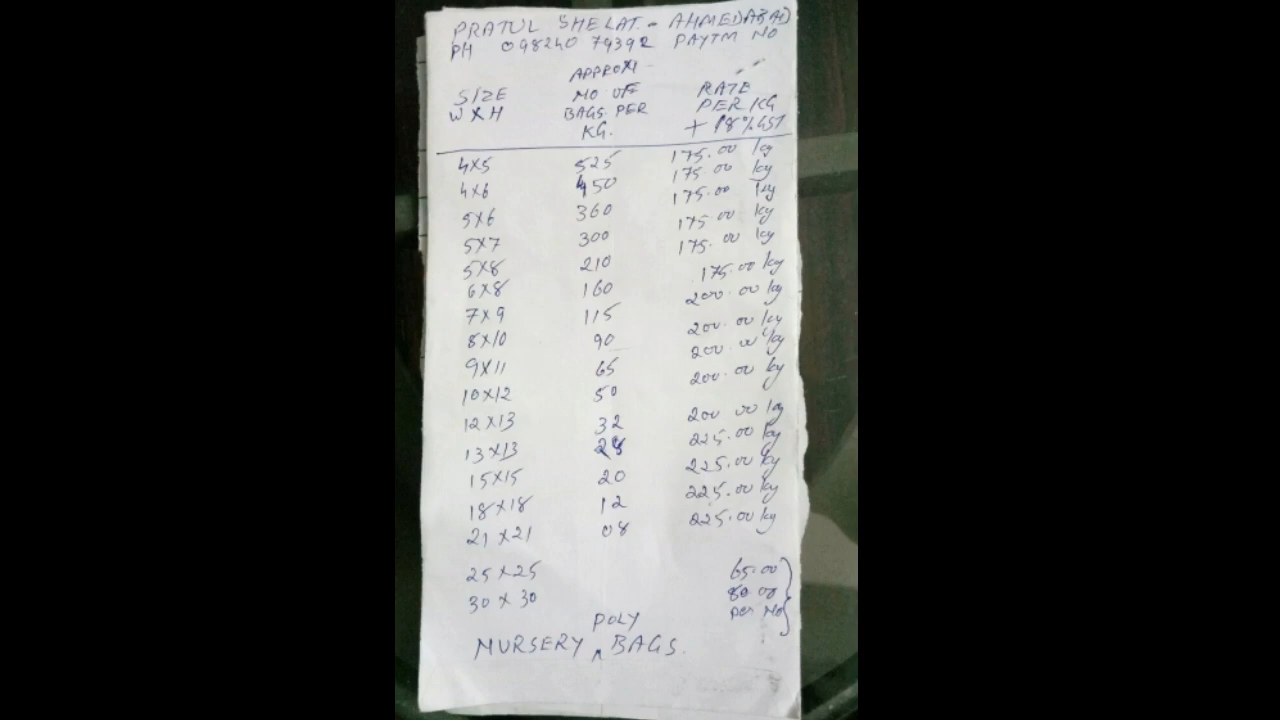 PRATUL SHELAT - AHMEDABAD
PH 098240 79392 PAYTM NO
SIZE W X H APPROXI NO OFF BAGS PER KG. RATE PER KG + 18% GST
4X5 525 175.00 kg
4X6 450 175.00 kg
5X6 360 175.00 kg
5X7 300 175.00 kg
5X8 210 175.00 kg
6X8 160 175.00 kg
7X9 115 200.00 kg
8X10 90 200.00 kg
9X11 65 200.00 kg
10X12 50 200.00 kg
12X13 32 200 00 kg
13X13 28 225.00 kg
15X15 20 225.00 kg
18X18 12 225.00 kg
21X21 08 225.00 kg
25X25 65.00
30X30 80.00
per No
NURSERY POLY BAGS.